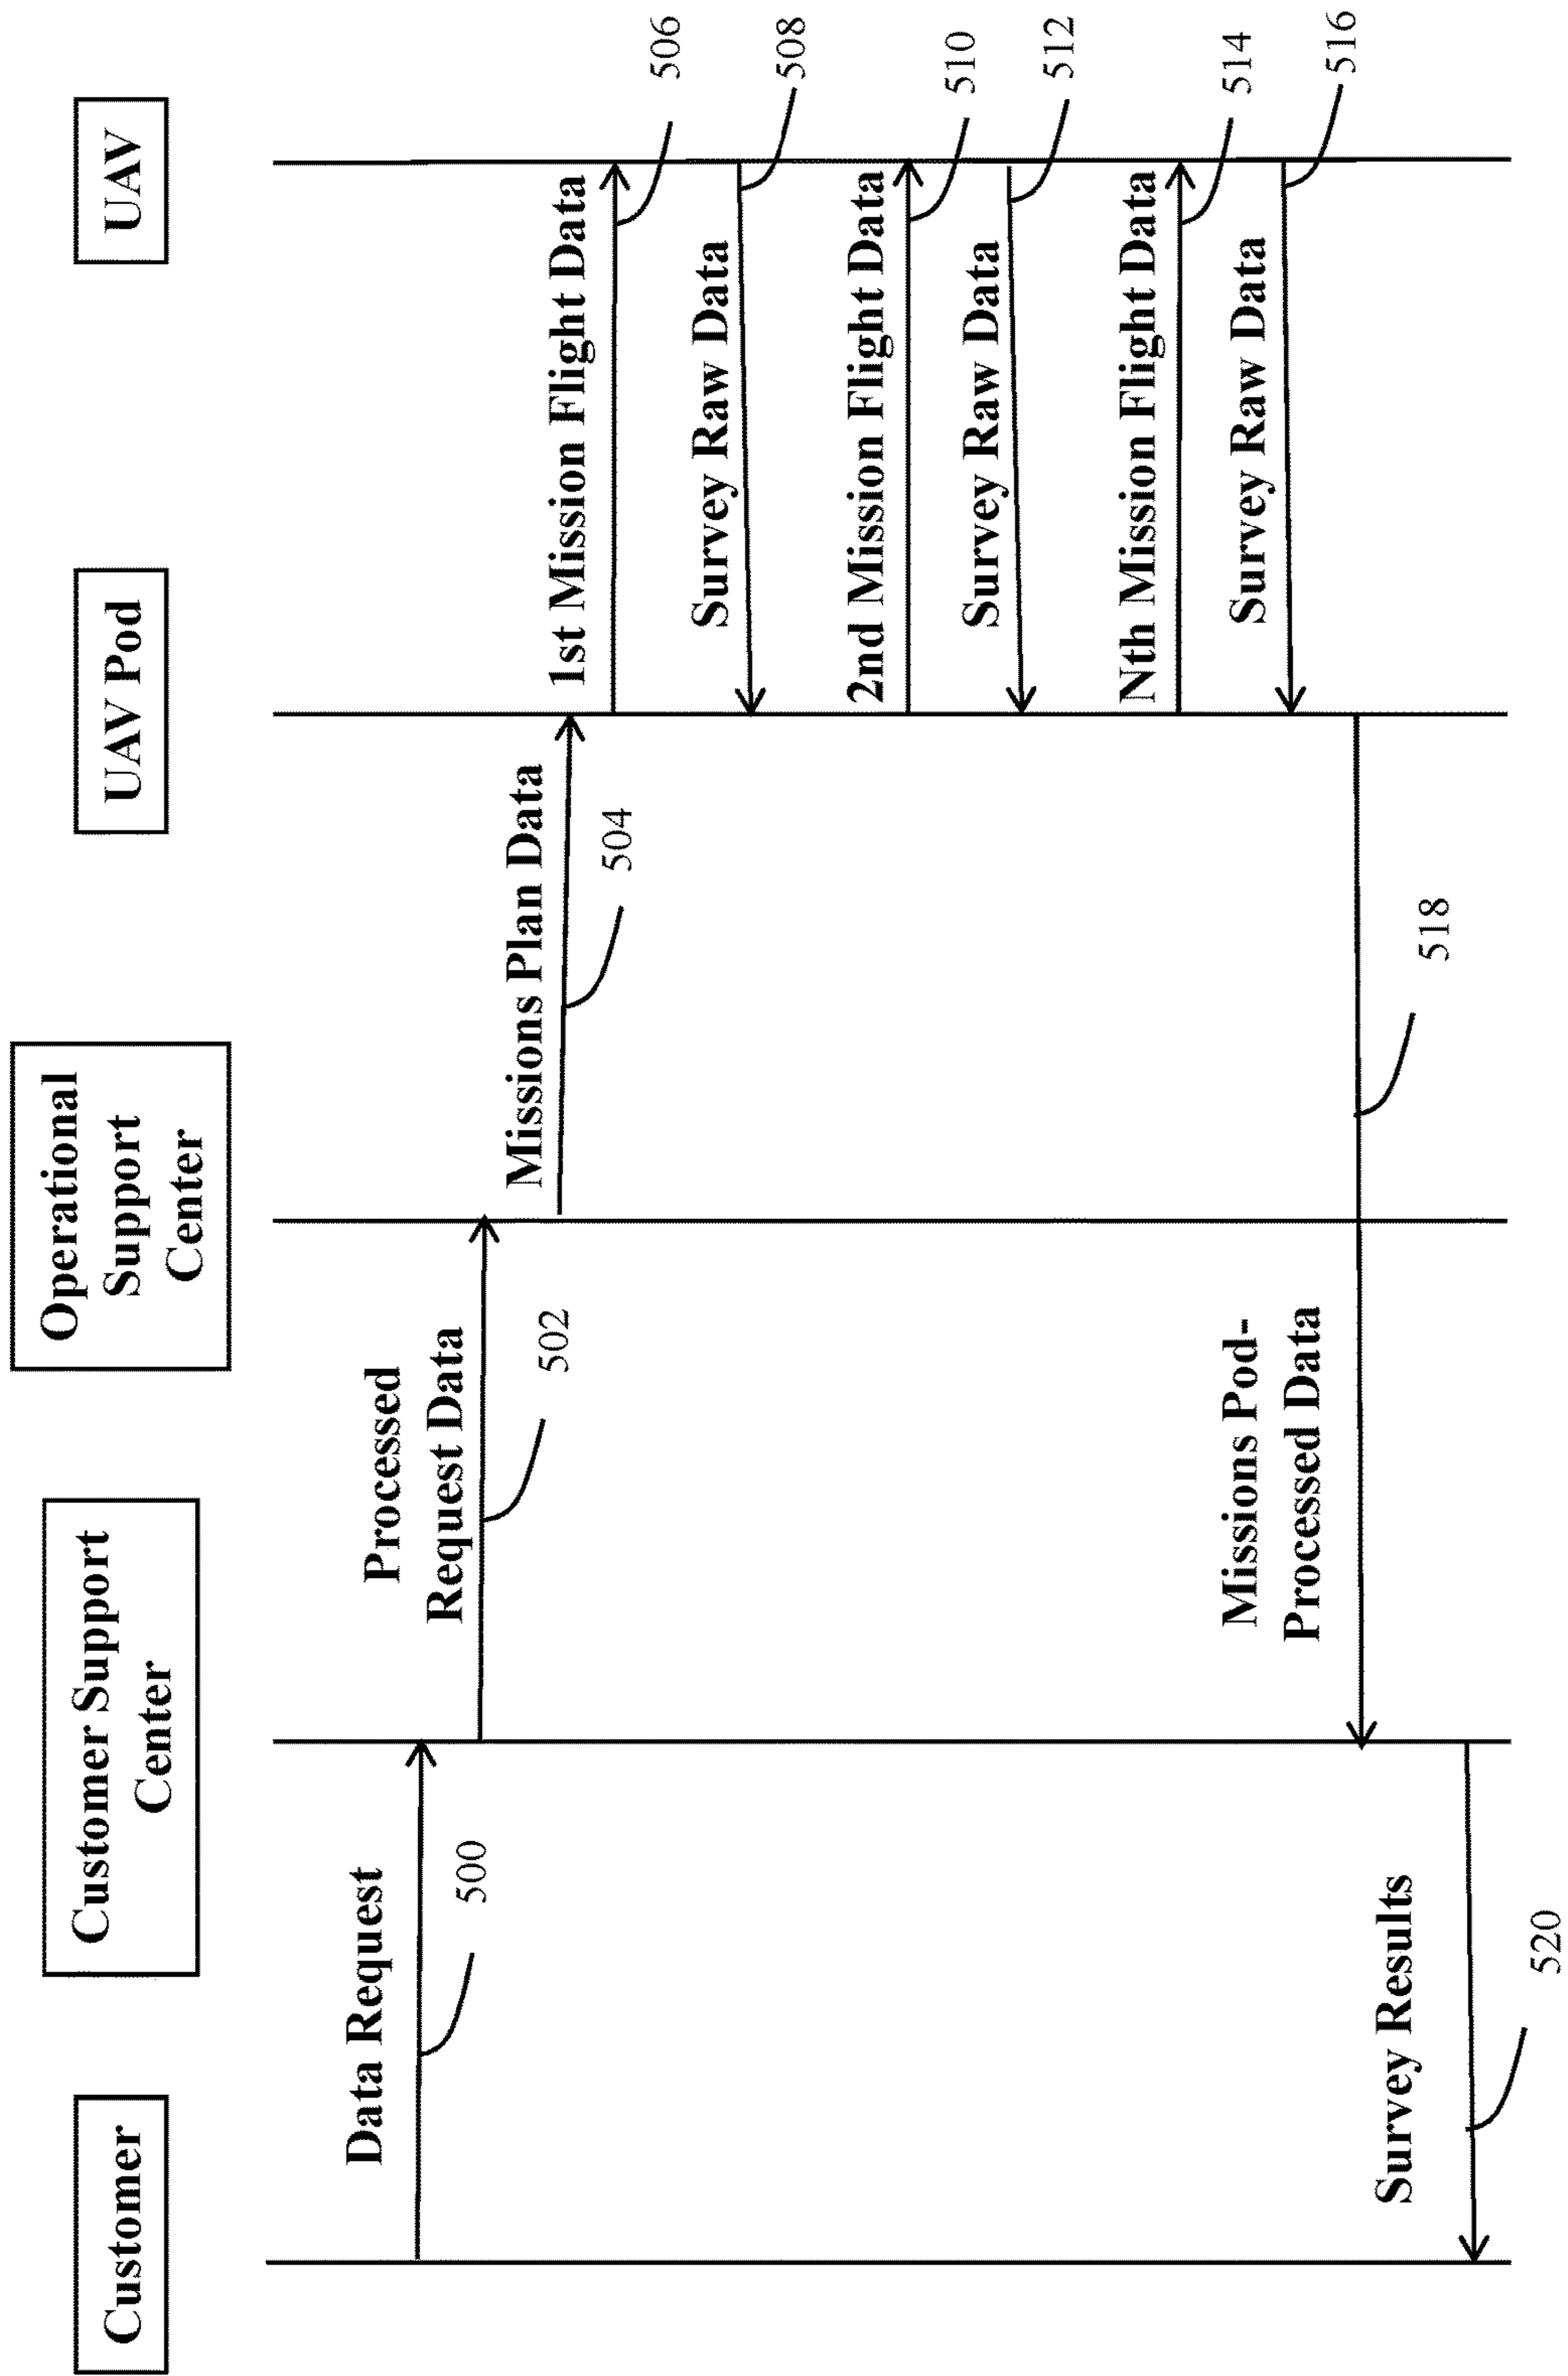 Customer
Customer Support
Center
Operational
Support
Center
UAV Pod
UAV
Data Request
500
Processed
Request Data
502
Missions Plan Data
504
1st Mission Flight Data
506
Survey Raw Data
508
2nd Mission Flight Data
510
Survey Raw Data
512
Nth Mission Flight Data
514
Survey Raw Data
516
Missions Pod-
Processed Data
518
Survey Results
520